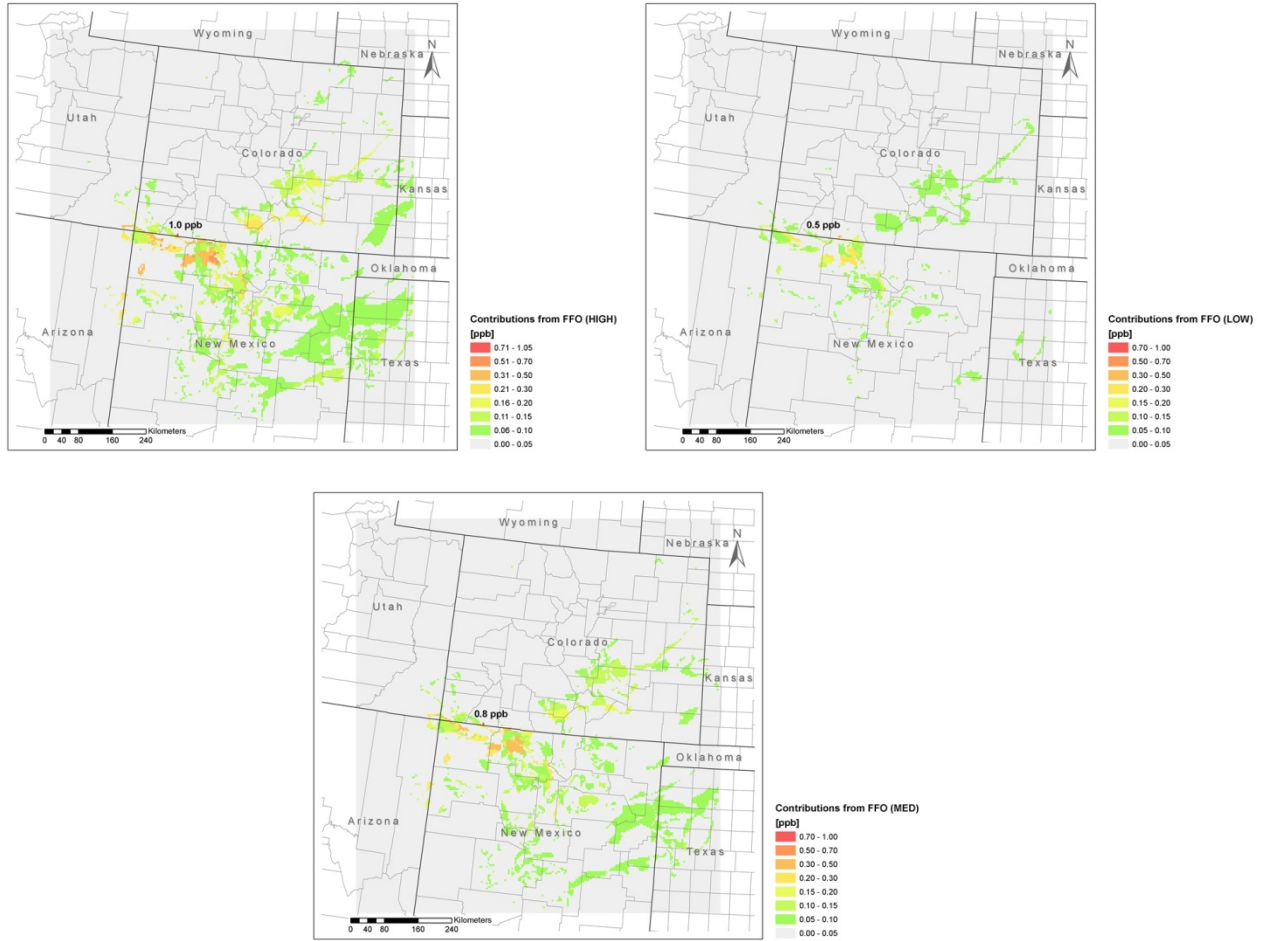 Wyoming
Nebraska
N
Utah
Colorado
Kansas
1.0 ppb
Oklahoma
Arizona
New Mexico
Texas
0 40 80 160 240
Kilometers
Contributions from FFO (HIGH)
[ppb]
0.71 - 1.05
0.51 - 0.70
0.31 - 0.50
0.21 - 0.30
0.16 - 0.20
0.11 - 0.15
0.06 - 0.10
0.00 - 0.05
Wyoming
Nebraska
N
Utah
Colorado
Kansas
0.5 ppb
Oklahoma
Arizona
New Mexico
Texas
0 40 80 160 240
Kilometers
Contributions from FFO (LOW)
[ppb]
0.70 - 1.00
0.50 - 0.70
0.30 - 0.50
0.20 - 0.30
0.15 - 0.20
0.10 - 0.15
0.05 - 0.10
0.00 - 0.05
Wyoming
Nebraska
N
Utah
Colorado
Kansas
0.8 ppb
Oklahoma
Arizona
New Mexico
Texas
0 40 80 160 240
Kilometers
Contributions from FFO (MED)
[ppb]
0.70 - 1.00
0.50 - 0.70
0.30 - 0.50
0.20 - 0.30
0.15 - 0.20
0.10 - 0.15
0.05 - 0.10
0.00 - 0.05